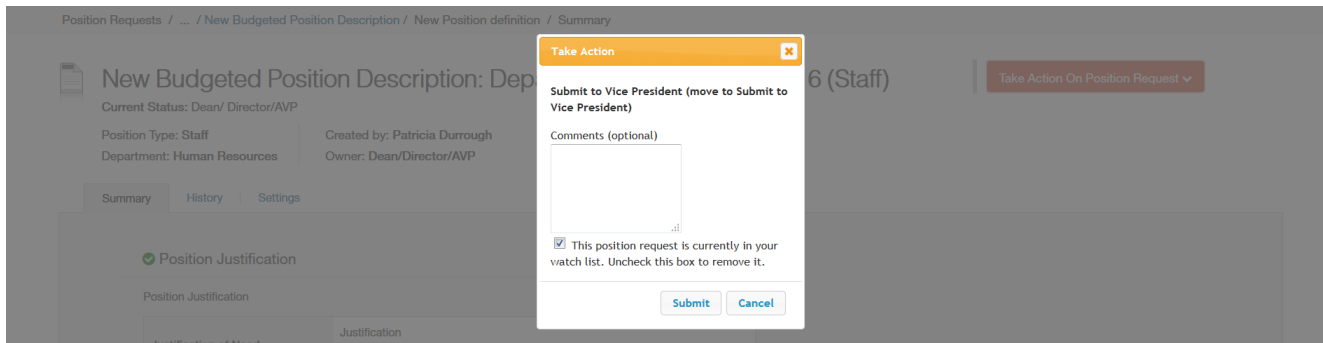 Position Requests / ... / New Budgeted Position Description / New Position definition / Summary
Take Action
New Budgeted Position Description: Dep
6 (Staff)
Take Action On Position Request
Current Status: Dean/ Director/AVP
Submit to Vice President (move to Submit to
Vice President)
Position Type: Staff
Created by: Patricia Durrough
Comments (optional)
Department: Human Resources
Owner: Dean/Director/AVP
Summary
History
Settings
This position request is currently in your
watch list. Uncheck this box to remove it.
Position Justification
Position Justification
Submit
Cancel
Justification